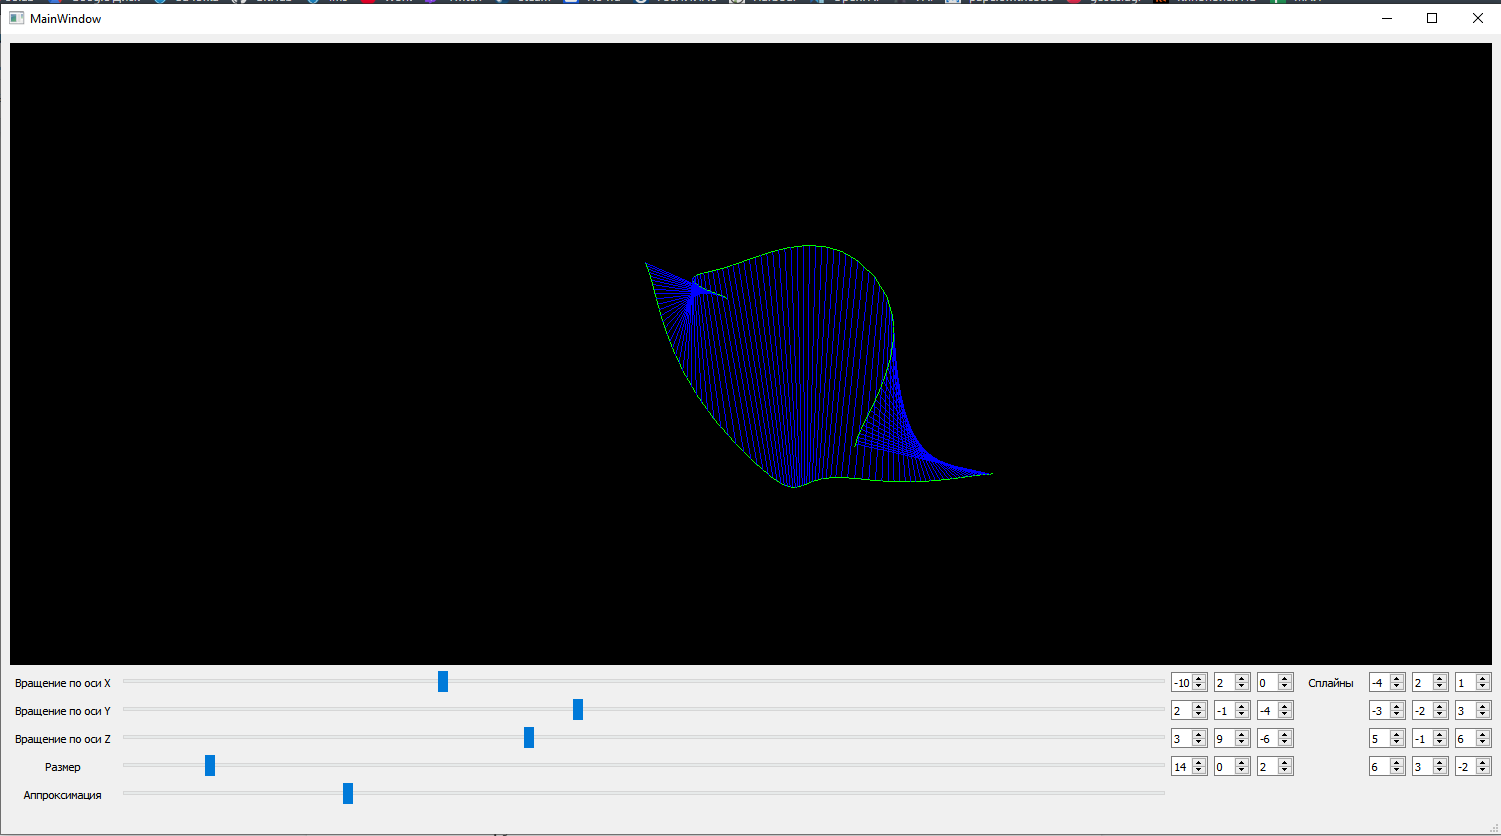 MainWindow
Вращение по оси X
-10 2 0 Сплайны -4 2 1
Вращение по оси Y
2 -1 -4 -3 -2 3
Вращение по оси Z
3 9 -6 5 -1 6
Размер
14 0 2 6 3 -2
Аппроксимация